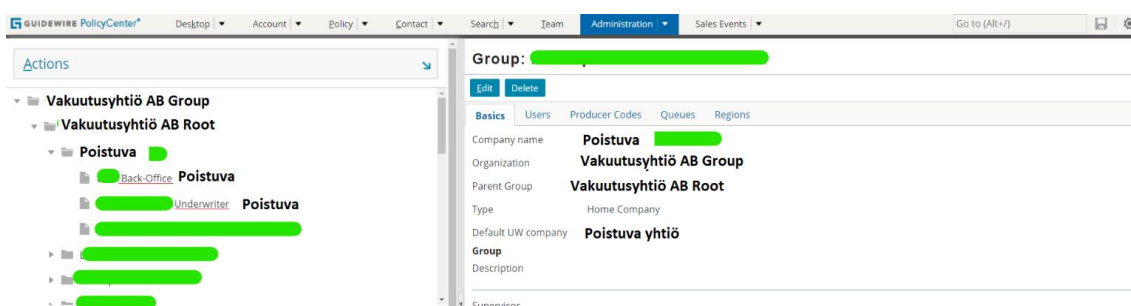 GUIDEWIRE PolicyCenter® Desktop Account Policy Contact Search Team Administration Sales Events Go to (Alt+/)
Actions
Vakuutusyhtiö AB Group
Vakuutusyhtiö AB Root
Poistuva
Back-Office Poistuva
Underwriter Poistuva
Group:
Edit Delete
Basics Users Producer Codes Queues Regions
Company name Poistuva
Organization Vakuutusyhtiö AB Group
Parent Group Vakuutusyhtiö AB Root
Type Home Company
Default UW company Poistuva yhtiö
Group
Description
Supervisor